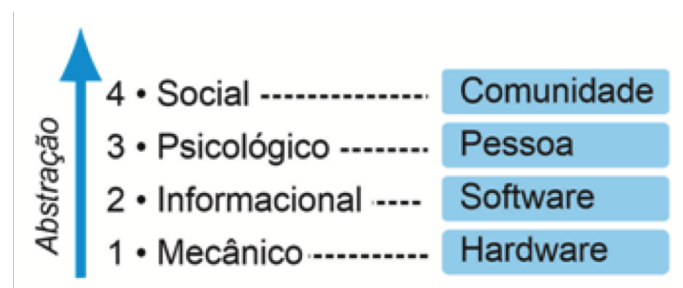 4 • Social Comunidade
3 • Psicológico Pessoa
2 • Informacional Software
1 • Mecânico Hardware
Abstração